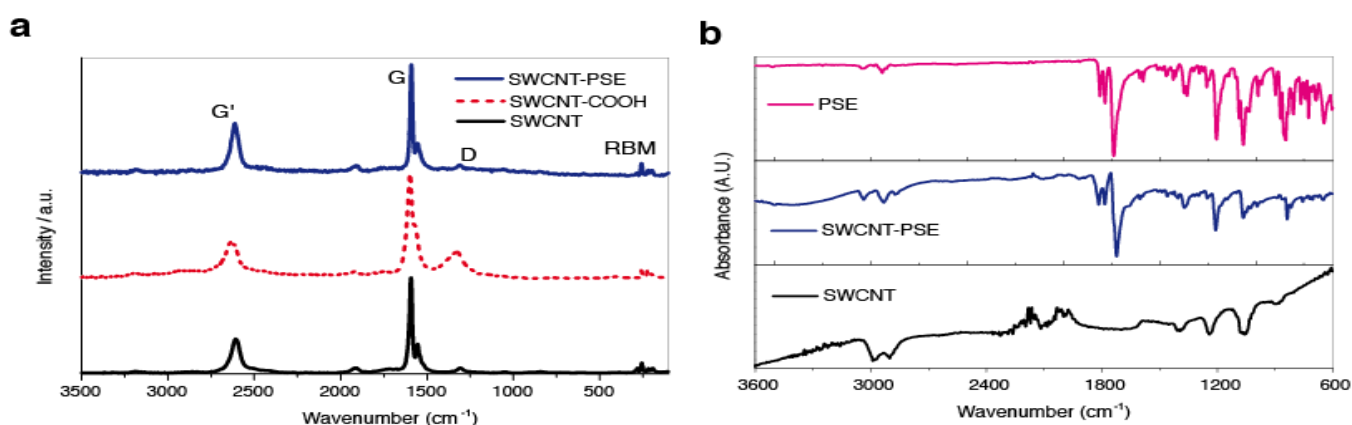 a
SWCNT-PSE
SWCNT-COOH
SWCNT
G'
G
D
RBM
Intensity / a.u.
3500 3000 2500 2000 1500 1000 500
Wavenumber (cm⁻¹)
b
PSE
SWCNT-PSE
SWCNT
Absorbance (A.U.)
3600 3000 2400 1800 1200 600
Wavenumber (cm⁻¹)